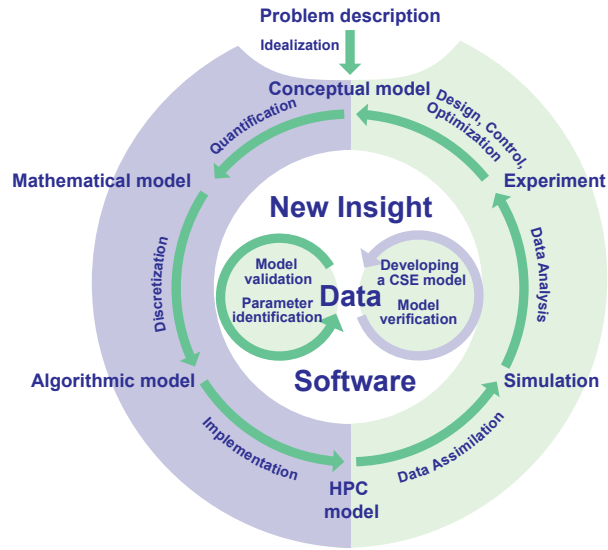 Problem description
Idealization
Conceptual model
Quantification
Design, Control,
Optimization
Mathematical model
Experiment
New Insight
Discretization
Model
validation
Parameter
identification
Data
Developing
a CSE model
Model
verification
Data Analysis
Algorithmic model
Software
Simulation
Implementation
Data Assimilation
HPC
model